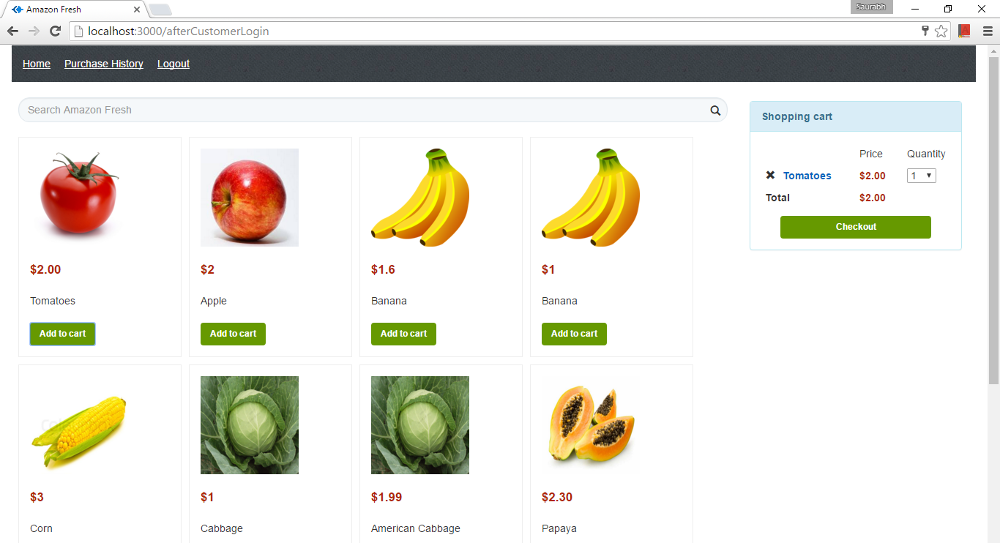 Amazon Fresh
Saurabh
localhost:3000/afterCustomerLogin
Home Purchase History Logout
Search Amazon Fresh
Shopping cart
Price Quantity
Tomatoes $2.00 1
Total $2.00
Checkout
$2.00 $2 $1.6 $1
Tomatoes Apple Banana Banana
Add to cart Add to cart Add to cart Add to cart
$3 $1 $1.99 $2.30
Corn Cabbage American Cabbage Papaya